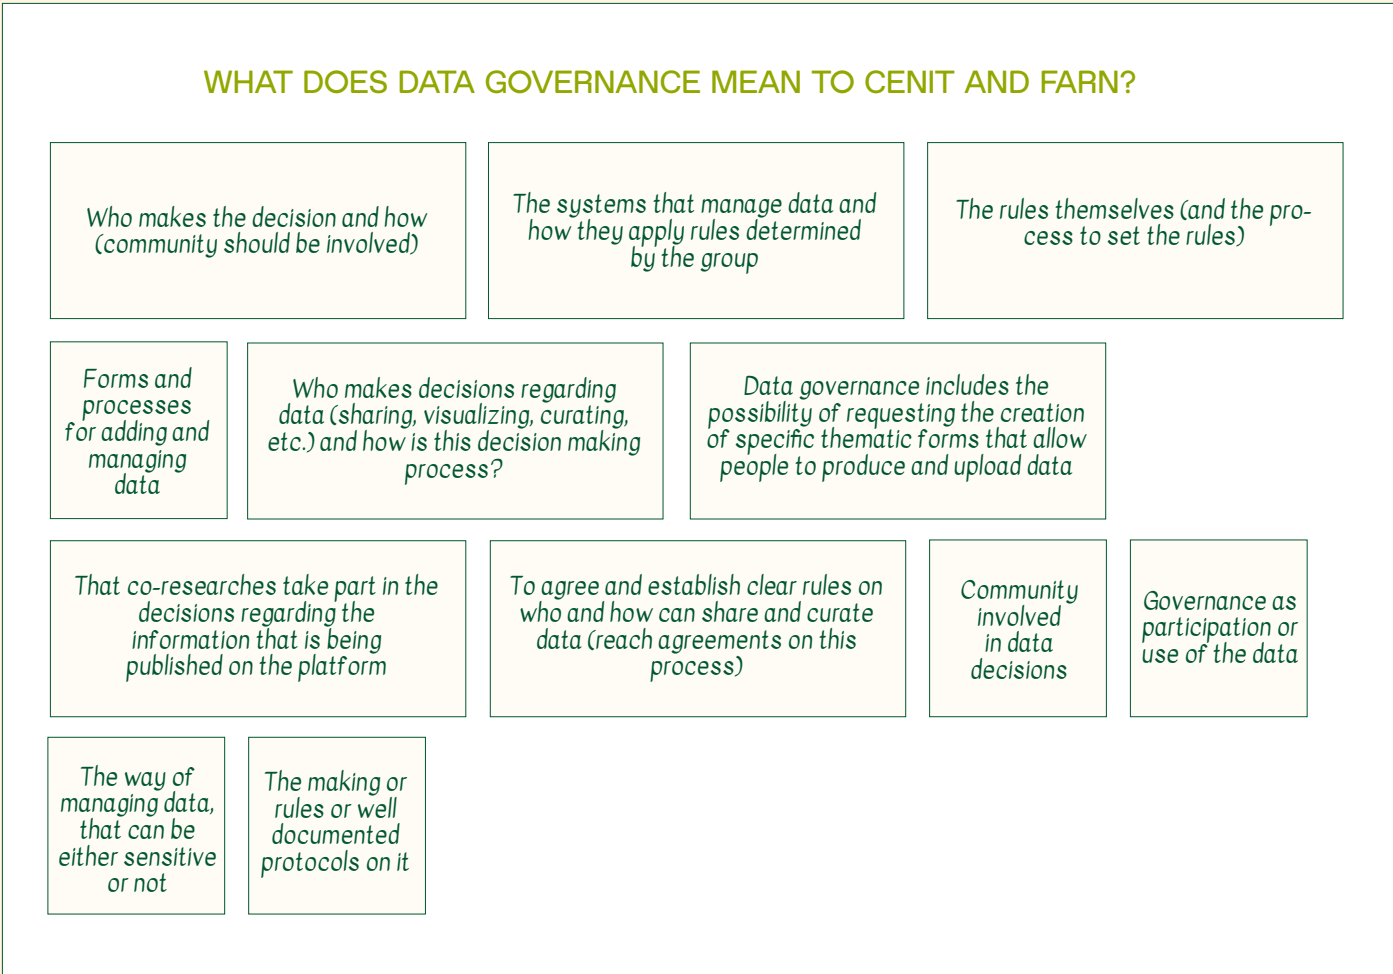 WHAT DOES DATA GOVERNANCE MEAN TO CENIT AND FARN?
Who makes the decision and how
(community should be involved)
The systems that manage data and
how they apply rules determined
by the group
The rules themselves (and the pro-
cess to set the rules)
Forms and
processes
for adding and
managing
data
Who makes decisions regarding
data (sharing, visualizing, curating,
etc.) and how is this decision making
process?
Data governance includes the
possibility of requesting the creation
of specific thematic forms that allow
people to produce and upload data
That co-researches take part in the
decisions regarding the
information that is being
published on the platform
To agree and establish clear rules on
who and how can share and curate
data (reach agreements on this
process)
Community
involved
in data
decisions
Governance as
participation or
use of the data
The way of
managing data,
that can be
either sensitive
or not
The making or
rules or well
documented
protocols on it